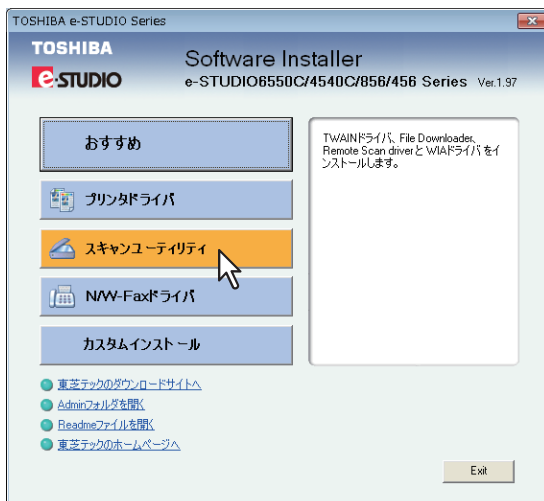 TOSHIBA e-STUDIO Series
TOSHIBA
e-STUDIO
Software Installer
e-STUDIO6550C/4540C/856/456 Series Ver.1.97
おすすめ
プリンタドライバ
スキャンユーティリティ
N/W-Faxドライバ
カスタムインストール
TWAINドライバ、File Downloader、
Remote Scan driverと WIAドライバ をイ
ンストールします。
東芝テックのダウンロードサイトへ
Adminフォルダを開く
Readmeファイルを開く
東芝テックのホームページへ
Exit